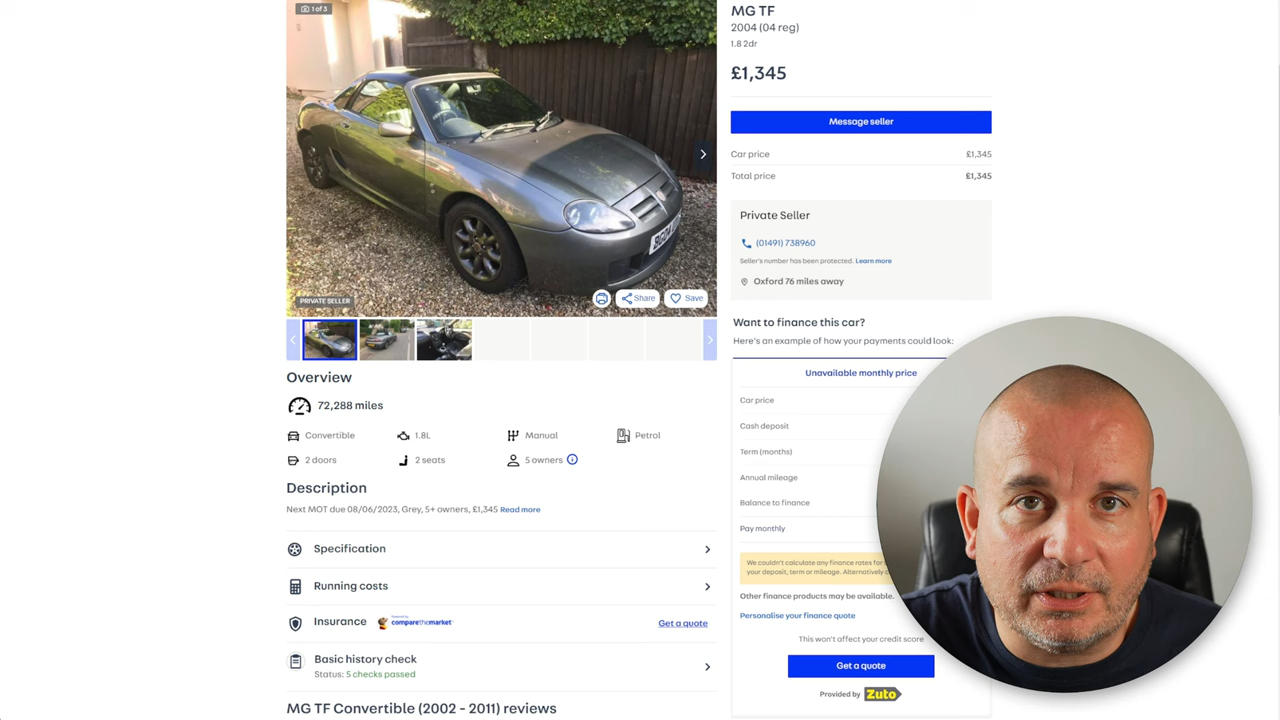 1 of 3
PRIVATE SELLER
Share
Save
Overview
72,288 miles
Convertible
1.8L
Manual
Petrol
2 doors
2 seats
5 owners
Description
Next MOT due 08/06/2023, Grey, 5+ owners, £1,345 Read more
Specification
Running costs
Insurance
Powered by
comparethemarket
Get a quote
Basic history check
Status: 5 checks passed
MG TF Convertible (2002 - 2011) reviews
MG TF
2004 (04 reg)
1.8 2dr
£1,345
Message seller
Car price £1,345
Total price £1,345
Private Seller
(01491) 738960
Seller's number has been protected. Learn more
Oxford 76 miles away
Want to finance this car?
Here's an example of how your payments could look:
Unavailable monthly price
Car price
Cash deposit
Term (months)
Annual mileage
Balance to finance
Pay monthly
We couldn't calculate any finance rates for
your deposit, term or mileage. Alternatively
Other finance products may be available.
Personalise your finance quote
This won't affect your credit score
Get a quote
Provided by Zuto